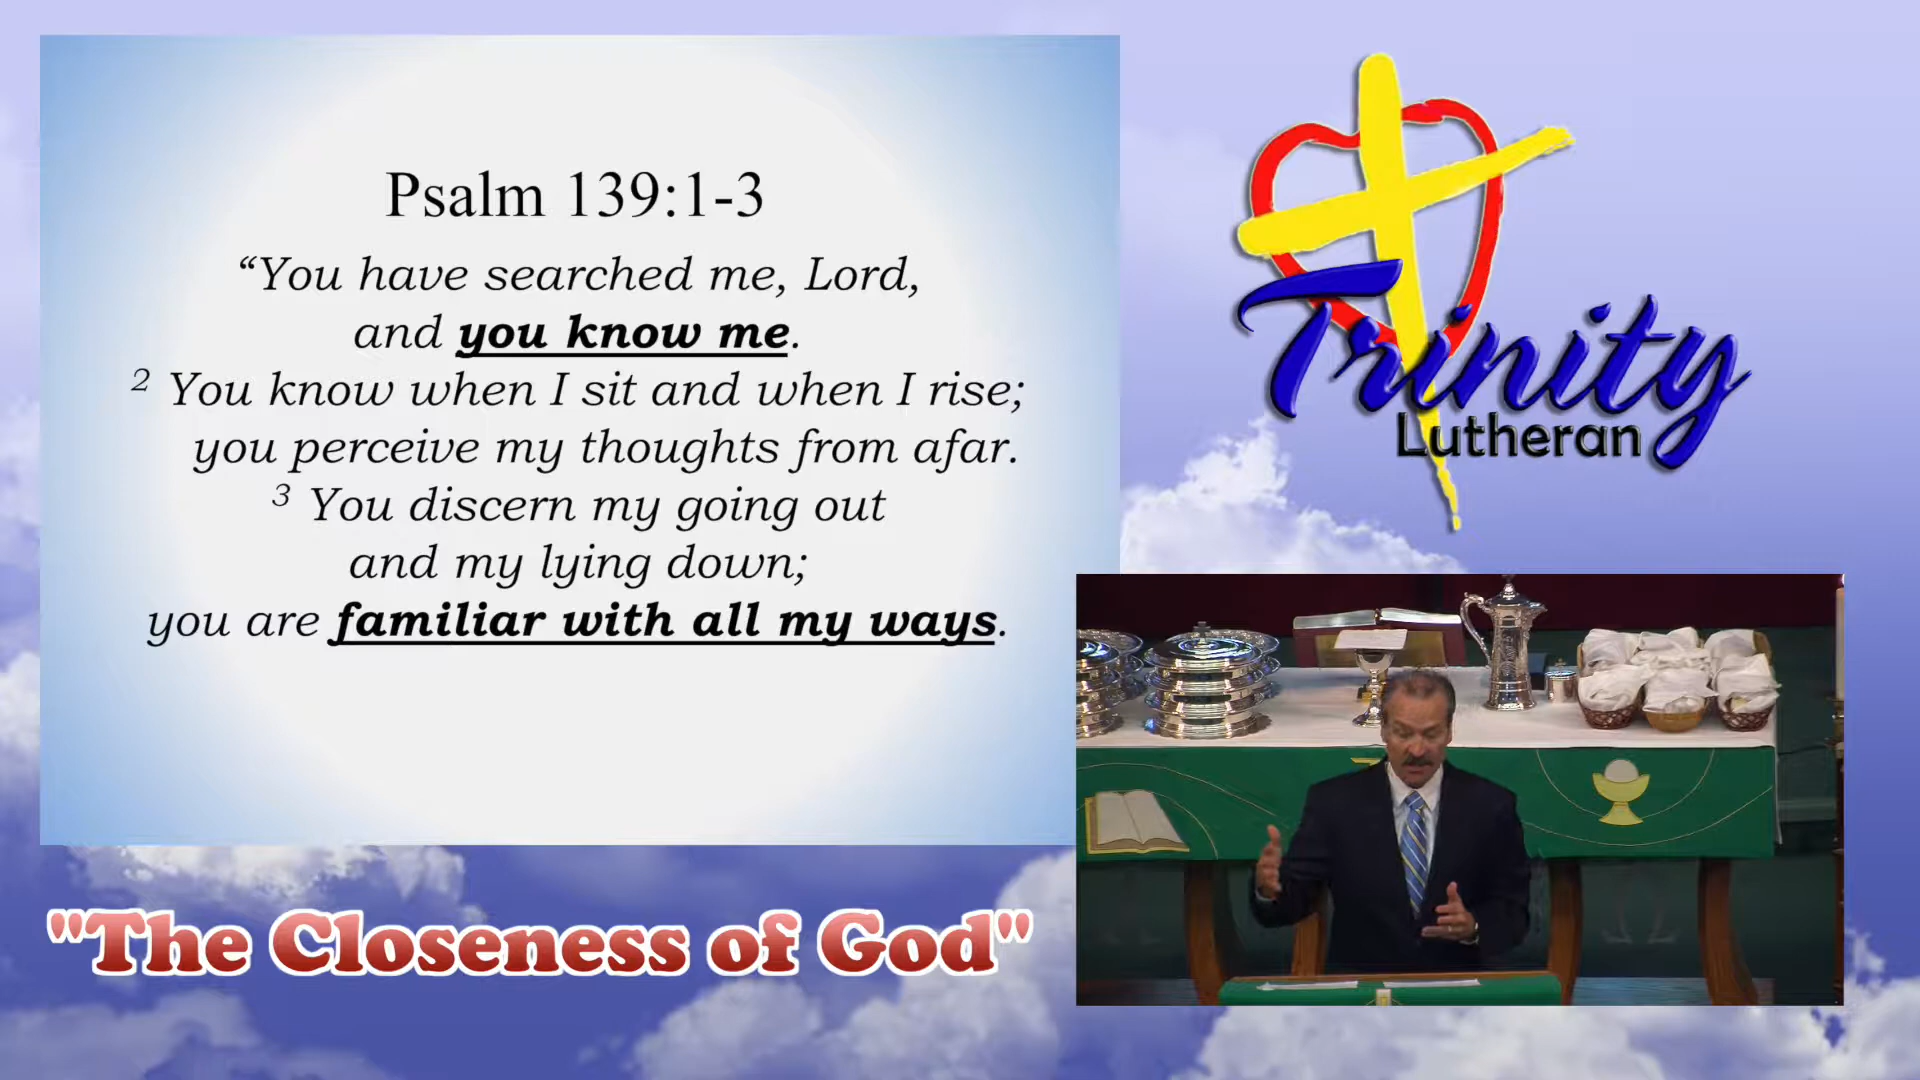 Psalm 139:1-3
“You have searched me, Lord,
and you know me.
2 You know when I sit and when I rise;
you perceive my thoughts from afar.
3 You discern my going out
and my lying down;
you are familiar with all my ways.
Trinity
Lutheran
"The Closeness of God"